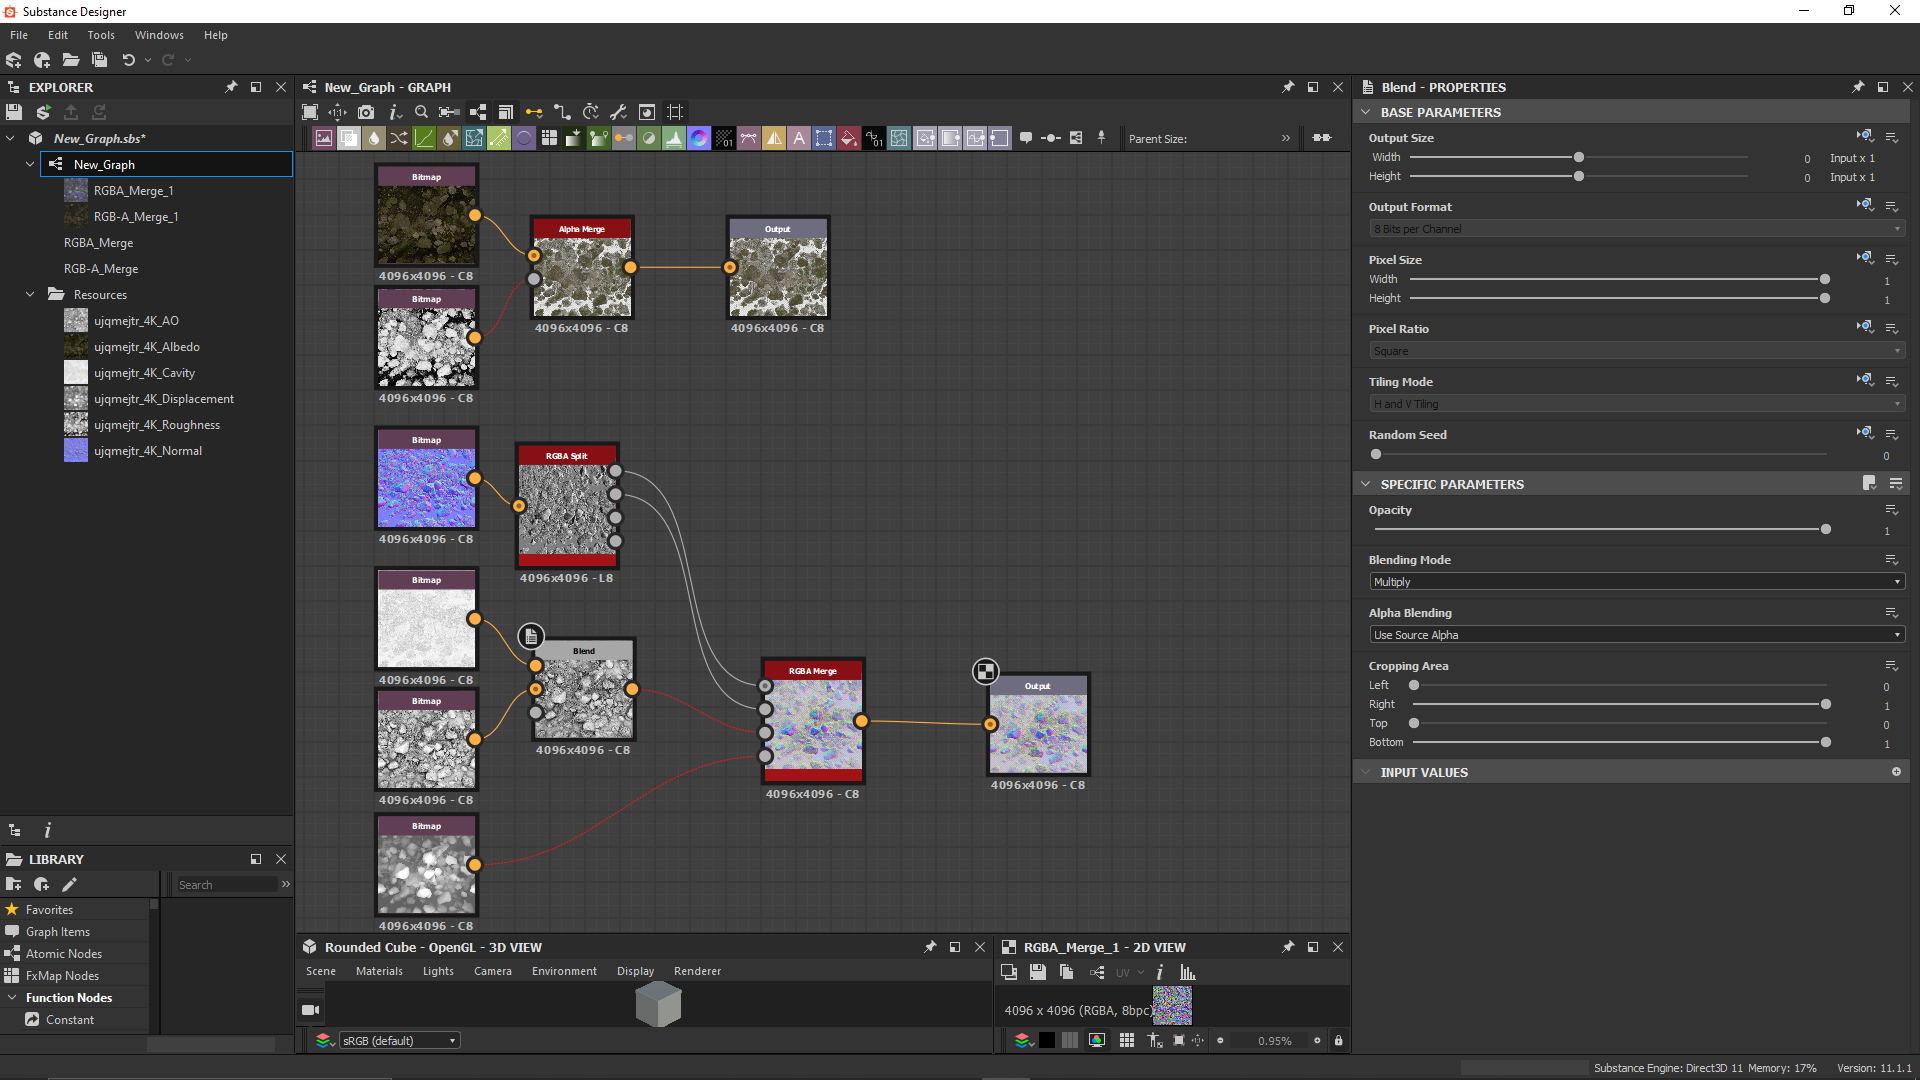 Substance Designer
File Edit Tools Windows Help
EXPLORER
New_Graph.sbs*
New_Graph
RGBA_Merge_1
RGB-A_Merge_1
RGBA_Merge
RGB-A_Merge
Resources
ujqmejtr_4K_AO
ujqmejtr_4K_Albedo
ujqmejtr_4K_Cavity
ujqmejtr_4K_Displacement
ujqmejtr_4K_Roughness
ujqmejtr_4K_Normal
LIBRARY
Search
Favorites
Graph Items
Atomic Nodes
FxMap Nodes
Function Nodes
Constant
New_Graph - GRAPH
Parent Size:
Bitmap
4096x4096 - C8
Bitmap
4096x4096 - C8
Alpha Merge
4096x4096 - C8
Output
4096x4096 - C8
Bitmap
4096x4096 - C8
RGBA Split
4096x4096 - L8
Bitmap
4096x4096 - C8
Blend
4096x4096 - C8
Bitmap
4096x4096 - C8
RGBA Merge
4096x4096 - C8
Output
4096x4096 - C8
Bitmap
4096x4096 - C8
Rounded Cube - OpenGL - 3D VIEW
Scene Materials Lights Camera Environment Display Renderer
sRGB (default)
RGBA_Merge_1 - 2D VIEW
UV
4096 x 4096 (RGBA, 8bpc)
0.95%
Blend - PROPERTIES
BASE PARAMETERS
Output Size
Width 0 Input x 1
Height 0 Input x 1
Output Format
8 Bits per Channel
Pixel Size
Width 1
Height 1
Pixel Ratio
Square
Tiling Mode
H and V Tiling
Random Seed
0
SPECIFIC PARAMETERS
Opacity
1
Blending Mode
Multiply
Alpha Blending
Use Source Alpha
Cropping Area
Left 0
Right 1
Top 0
Bottom 1
INPUT VALUES
Substance Engine: Direct3D 11 Memory: 17% Version: 11.1.1